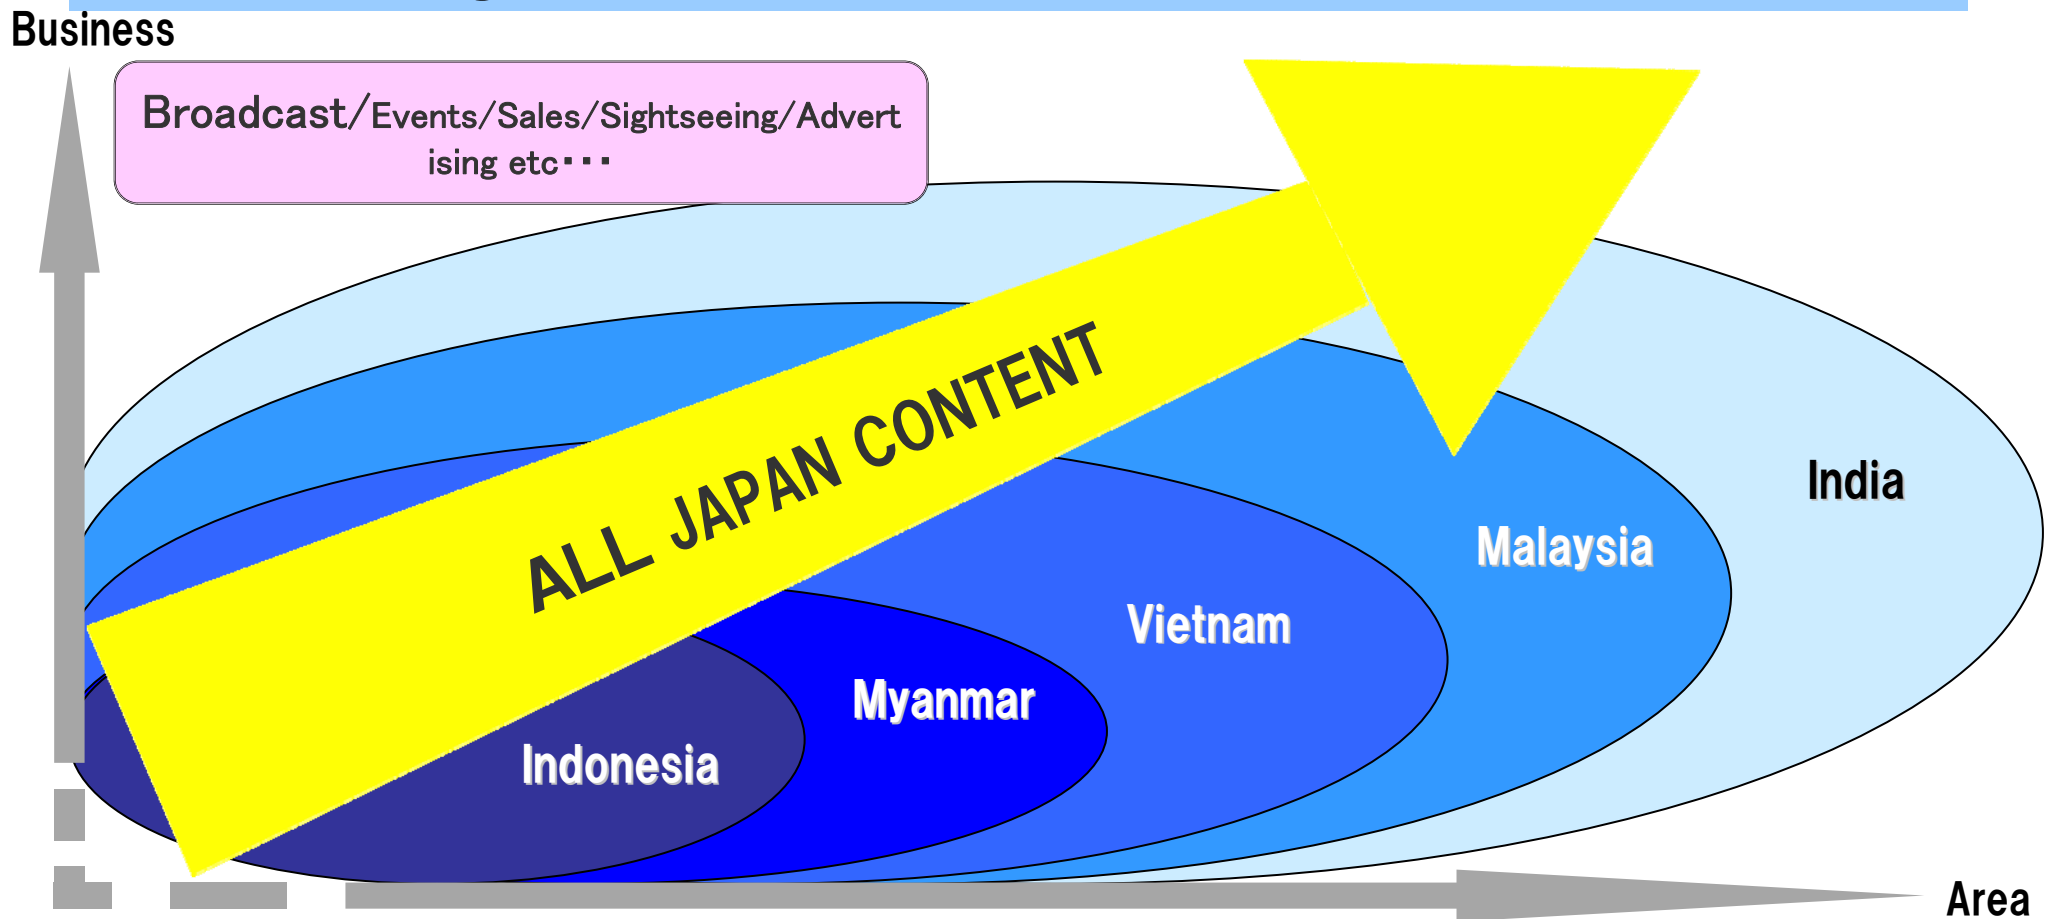 Business
Broadcast/Events/Sales/Sightseeing/Advert
ising etc・・・
ALL JAPAN CONTENT
India
Malaysia
Vietnam
Myanmar
Indonesia
Area